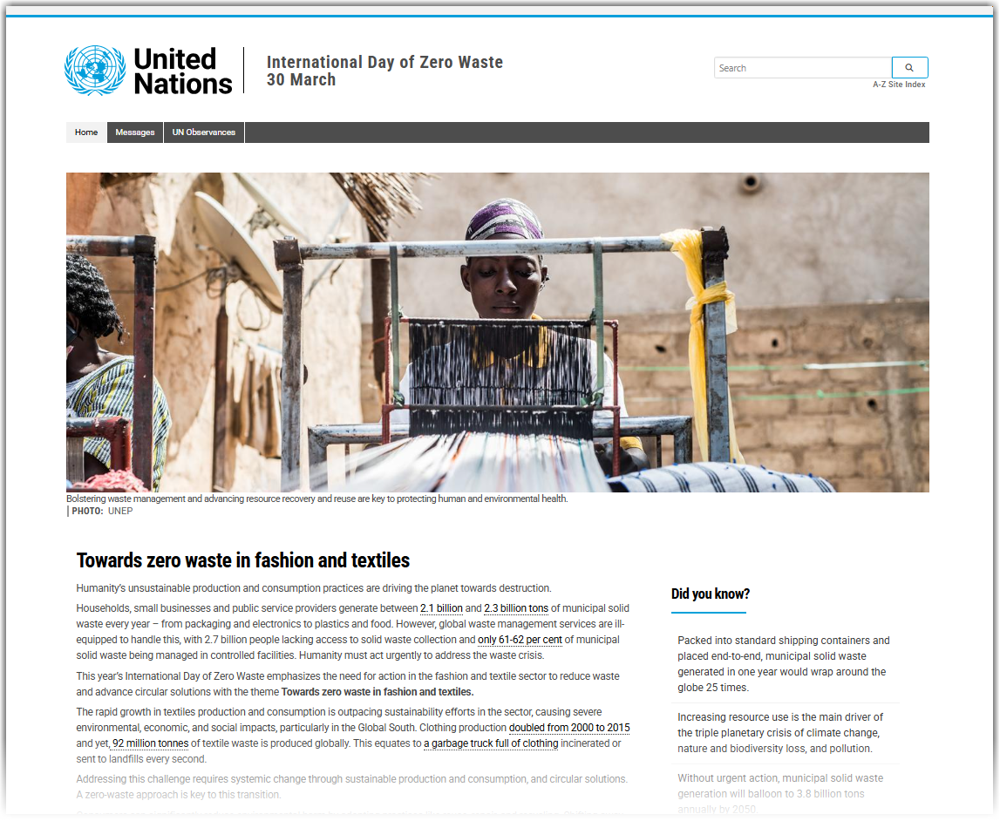 United
Nations
International Day of Zero Waste
30 March
Search
A-Z Site Index
Home
Messages
UN Observances
Bolstering waste management and advancing resource recovery and reuse are key to protecting human and environmental health.
PHOTO: UNEP
Towards zero waste in fashion and textiles
Humanity's unsustainable production and consumption practices are driving the planet towards destruction.
Households, small businesses and public service providers generate between 2.1 billion and 2.3 billion tons of municipal solid
waste every year – from packaging and electronics to plastics and food. However, global waste management services are ill-
equipped to handle this, with 2.7 billion people lacking access to solid waste collection and only 61-62 per cent of municipal
solid waste being managed in controlled facilities. Humanity must act urgently to address the waste crisis.
This year's International Day of Zero Waste emphasizes the need for action in the fashion and textile sector to reduce waste
and advance circular solutions with the theme Towards zero waste in fashion and textiles.
The rapid growth in textiles production and consumption is outpacing sustainability efforts in the sector, causing severe
environmental, economic, and social impacts, particularly in the Global South. Clothing production doubled from 2000 to 2015
and yet, 92 million tonnes of textile waste is produced globally. This equates to a garbage truck full of clothing incinerated or
sent to landfills every second.
Addressing this challenge requires systemic change through sustainable production and consumption, and circular solutions.
A zero-waste approach is key to this transition.
Did you know?
Packed into standard shipping containers and
placed end-to-end, municipal solid waste
generated in one year would wrap around the
globe 25 times.
Increasing resource use is the main driver of
the triple planetary crisis of climate change,
nature and biodiversity loss, and pollution.
Without urgent action, municipal solid waste
generation will balloon to 3.8 billion tons
annually by 2050.